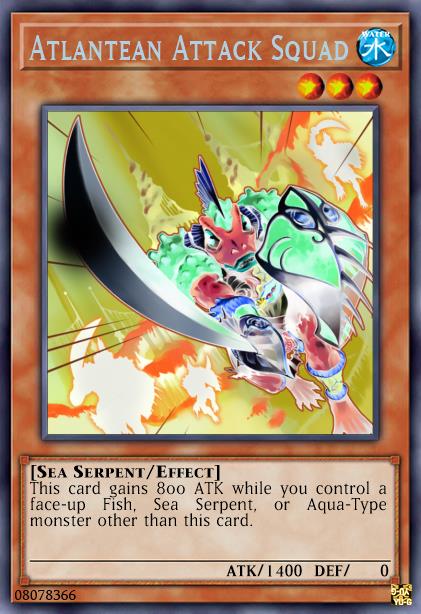 Atlantean Attack Squad
WATER
水
[Sea Serpent/Effect]
This card gains 800 ATK while you control a
face-up Fish, Sea Serpent, or Aqua-Type
monster other than this card.
ATK/1400 DEF/ 0
08078366